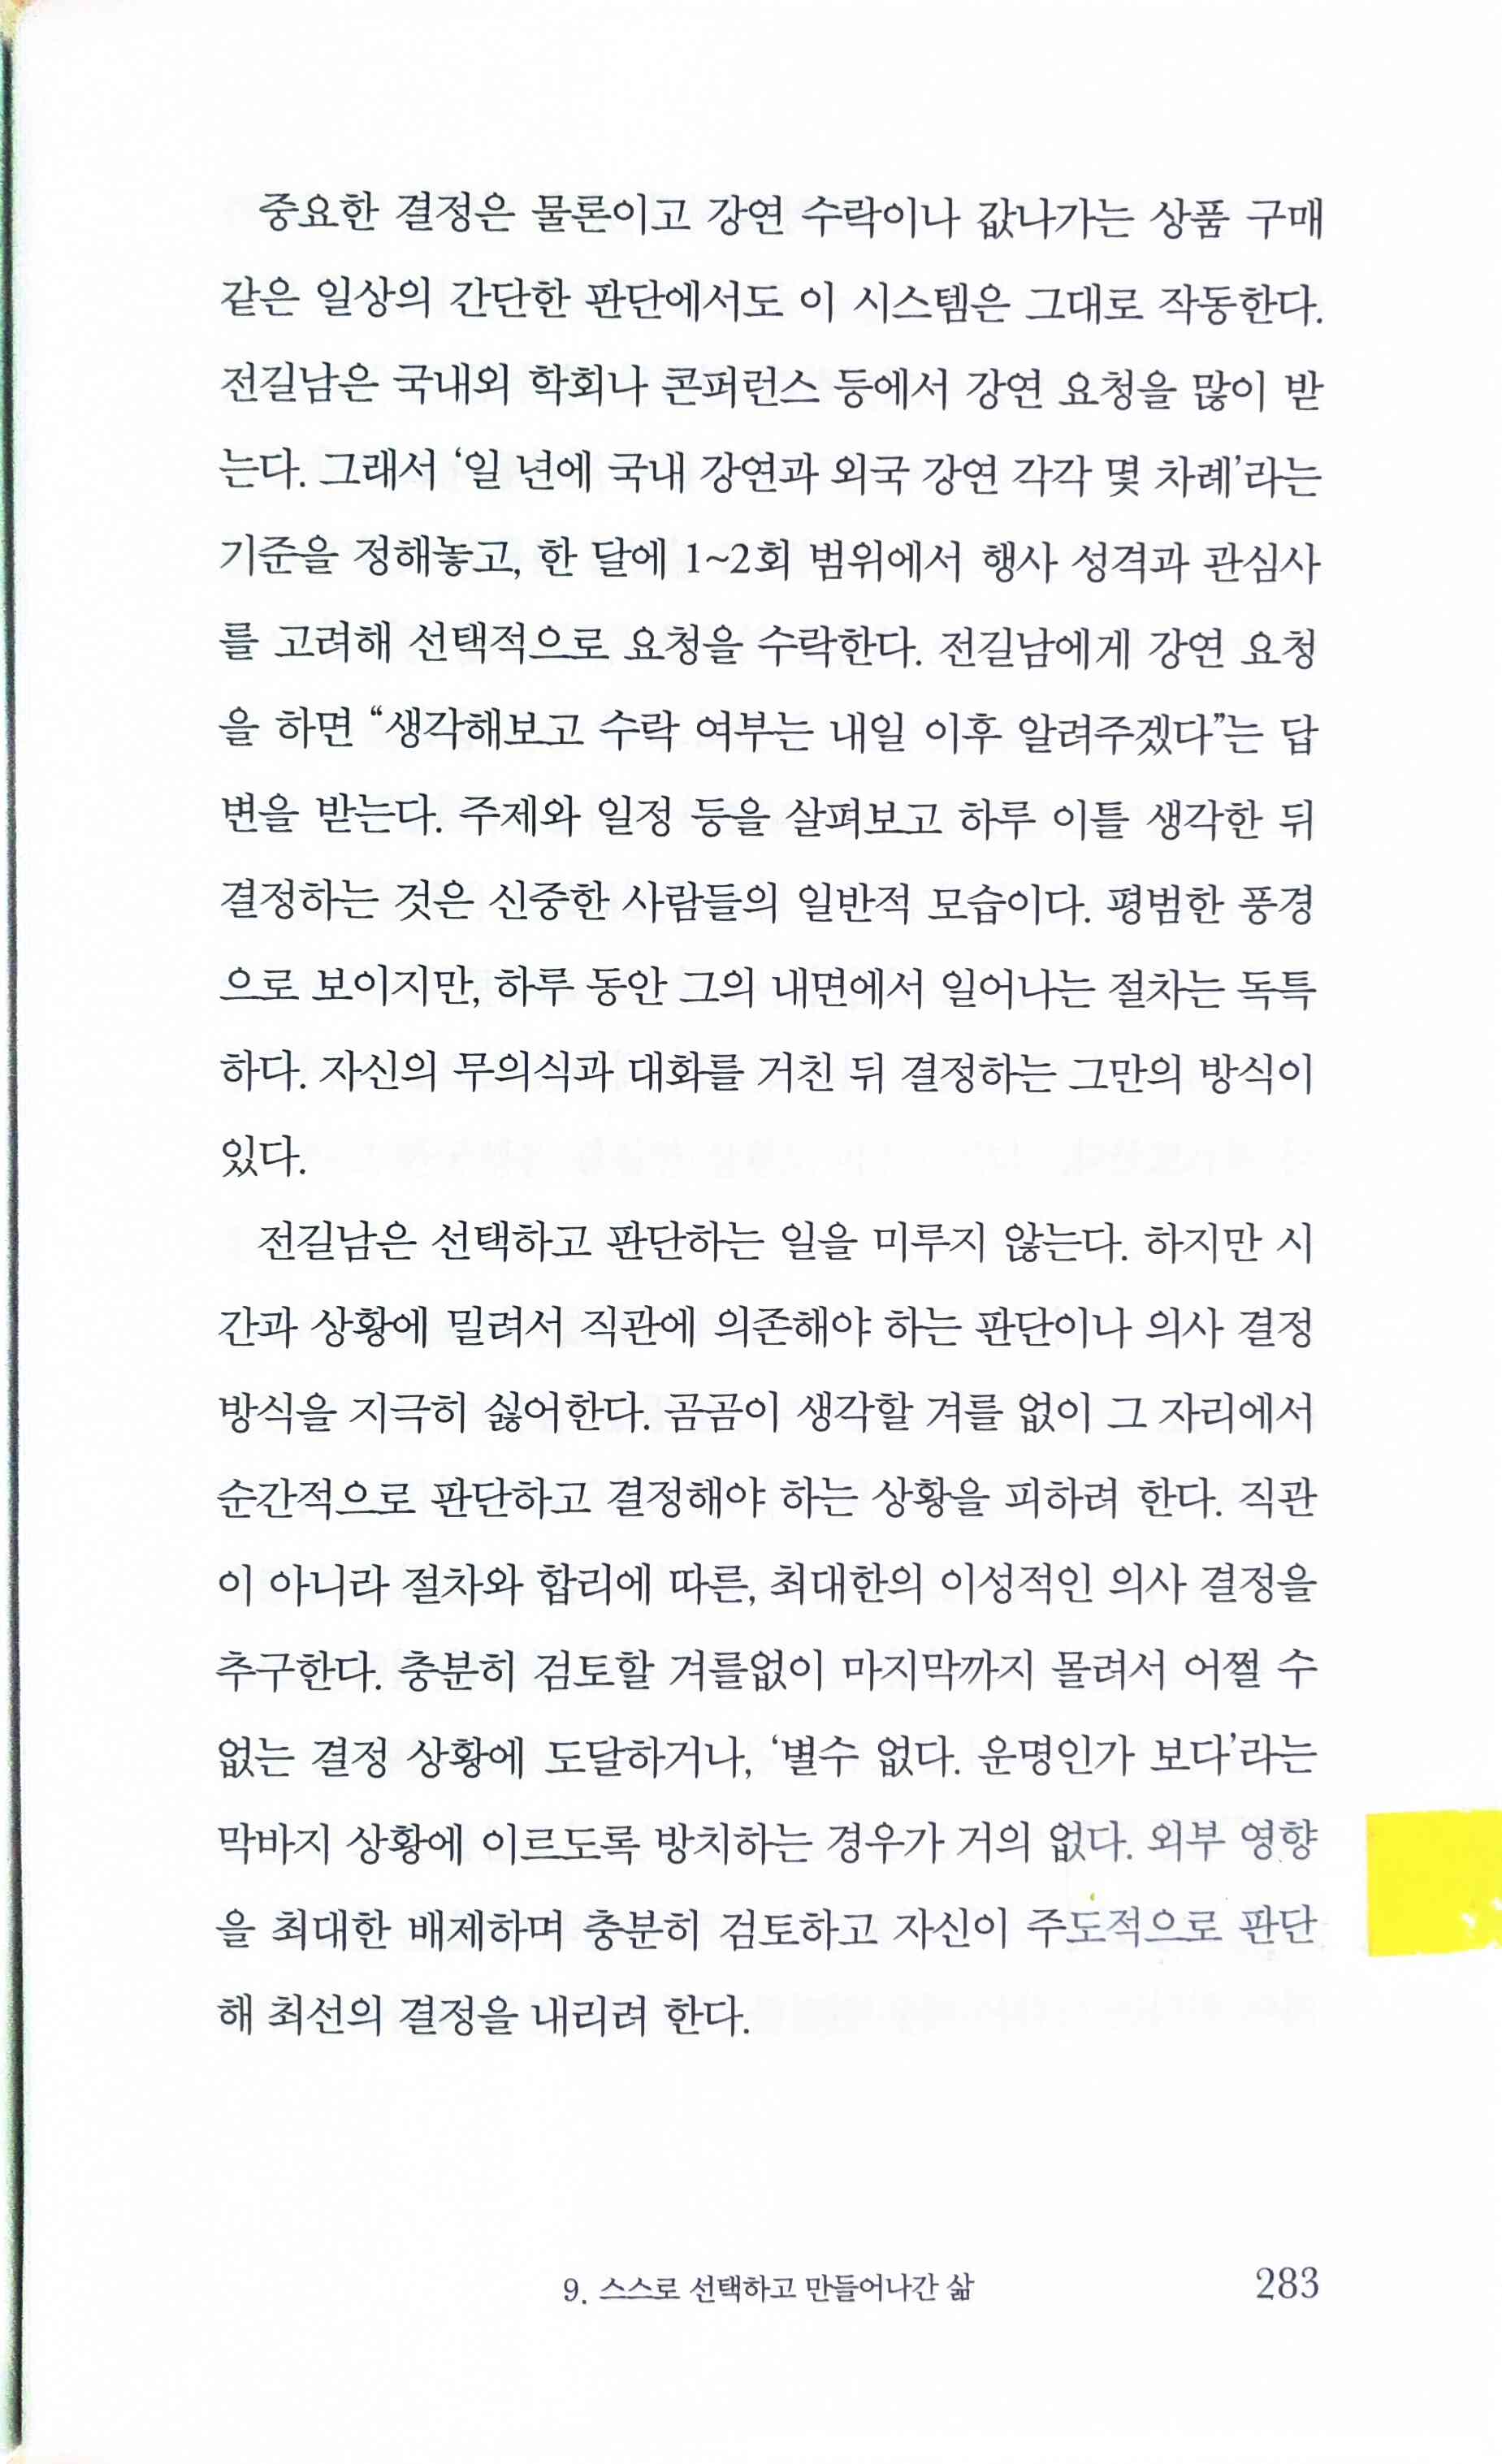 중요한 결정은 물론이고 강연 수락이나 값나가는 상품 구매
같은 일상의 간단한 판단에서도 이 시스템은 그대로 작동한다.
전길남은 국내외 학회나 콘퍼런스 등에서 강연 요청을 많이 받
는다. 그래서 ‘일 년에 국내 강연과 외국 강연 각각 몇 차례’라는
기준을 정해놓고, 한 달에 1~2회 범위에서 행사 성격과 관심사
를 고려해 선택적으로 요청을 수락한다. 전길남에게 강연 요청
을 하면 “생각해보고 수락 여부는 내일 이후 알려주겠다”는 답
변을 받는다. 주제와 일정 등을 살펴보고 하루 이틀 생각한 뒤
결정하는 것은 신중한 사람들의 일반적 모습이다. 평범한 풍경
으로 보이지만, 하루 동안 그의 내면에서 일어나는 절차는 독특
하다. 자신의 무의식과 대화를 거친 뒤 결정하는 그만의 방식이
있다.
전길남은 선택하고 판단하는 일을 미루지 않는다. 하지만 시
간과 상황에 밀려서 직관에 의존해야 하는 판단이나 의사 결정
방식을 지극히 싫어한다. 곰곰이 생각할 겨를 없이 그 자리에서
순간적으로 판단하고 결정해야 하는 상황을 피하려 한다. 직관
이 아니라 절차와 합리에 따른, 최대한의 이성적인 의사 결정을
추구한다. 충분히 검토할 겨를없이 마지막까지 몰려서 어쩔 수
없는 결정 상황에 도달하거나, ‘별수 없다. 운명인가 보다’라는
막바지 상황에 이르도록 방치하는 경우가 거의 없다. 외부 영향
을 최대한 배제하며 충분히 검토하고 자신이 주도적으로 판단
해 최선의 결정을 내리려 한다.
9. 스스로 선택하고 만들어나간 삶
283